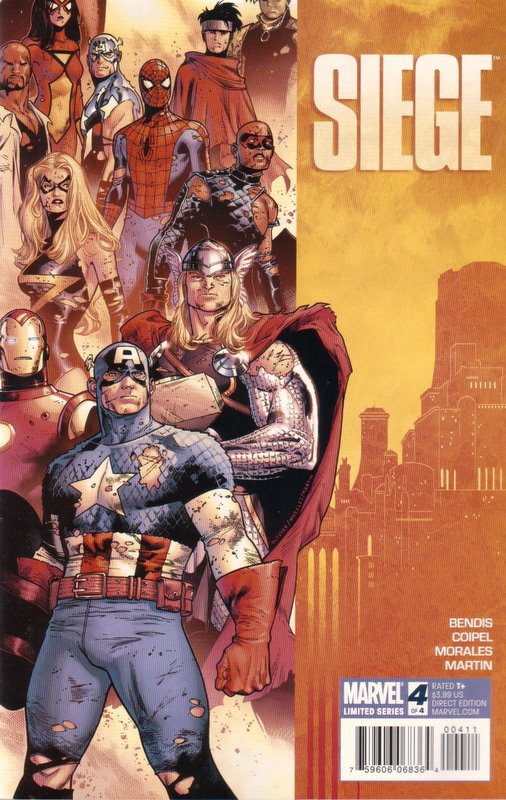 SIEGE™
BENDIS
COIPEL
MORALES
MARTIN
MARVEL
LIMITED SERIES
4
OF 4
RATED T+
$3.99 US
DIRECT EDITION
MARVEL.COM
00411
7 59606 06836 4
A